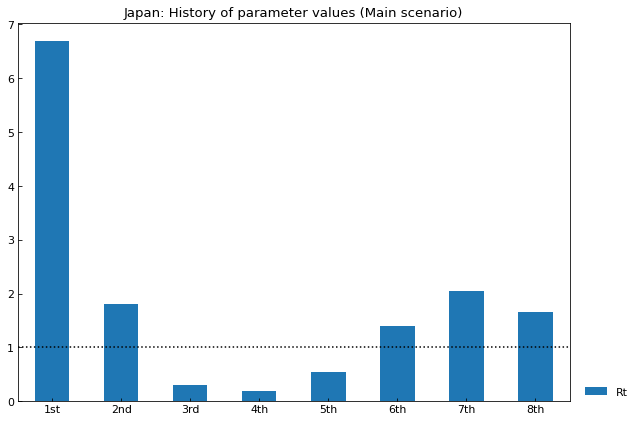 Japan: History of parameter values (Main scenario)
7
6
5
4
3
2
1
0
1st 2nd 3rd 4th 5th 6th 7th 8th
Rt